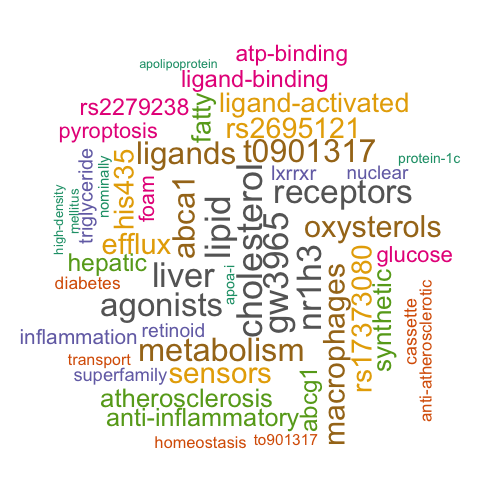 atp-binding
apolipoprotein
ligand-binding
rs2279238
fatty
ligand-activated
pyroptosis
rs2695121
ligands
t0901317
protein-1c
high-density
mellitus
triglyceride
nominally
his435
foam
abca1
lipid
cholesterol
lxrrxr
nuclear
receptors
efflux
oxysterols
hepatic
liver
apoa-i
gw3965
nr1h3
glucose
diabetes
agonists
macrophages
rs17373080
synthetic
cassette
anti-atherosclerotic
inflammation
retinoid
metabolism
transport
superfamily
sensors
atherosclerosis
abcg1
anti-inflammatory
homeostasis
to901317